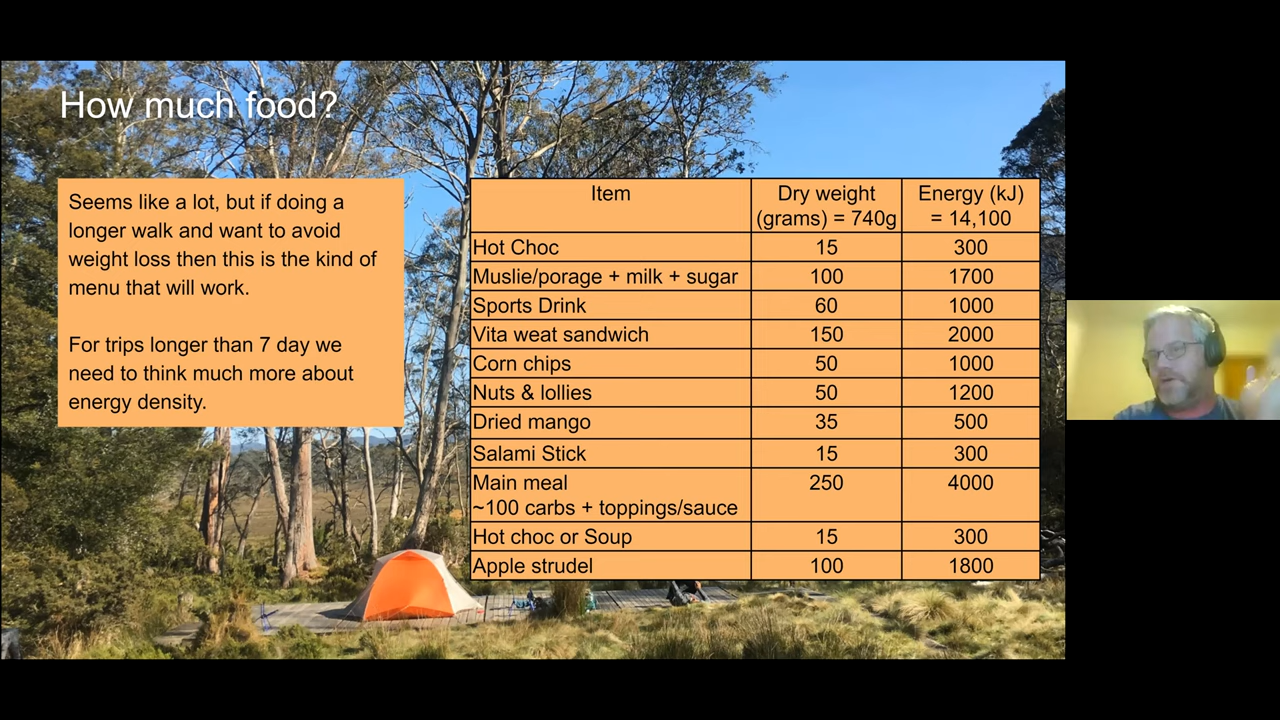 How much food?
Seems like a lot, but if doing a
longer walk and want to avoid
weight loss then this is the kind of
menu that will work.
For trips longer than 7 day we
need to think much more about
energy density.
Item Dry weight (grams) = 740g Energy (kJ) = 14,100
Hot Choc 15 300
Muslie/porage + milk + sugar 100 1700
Sports Drink 60 1000
Vita weat sandwich 150 2000
Corn chips 50 1000
Nuts & lollies 50 1200
Dried mango 35 500
Salami Stick 15 300
Main meal 250 4000
~100 carbs + toppings/sauce
Hot choc or Soup 15 300
Apple strudel 100 1800